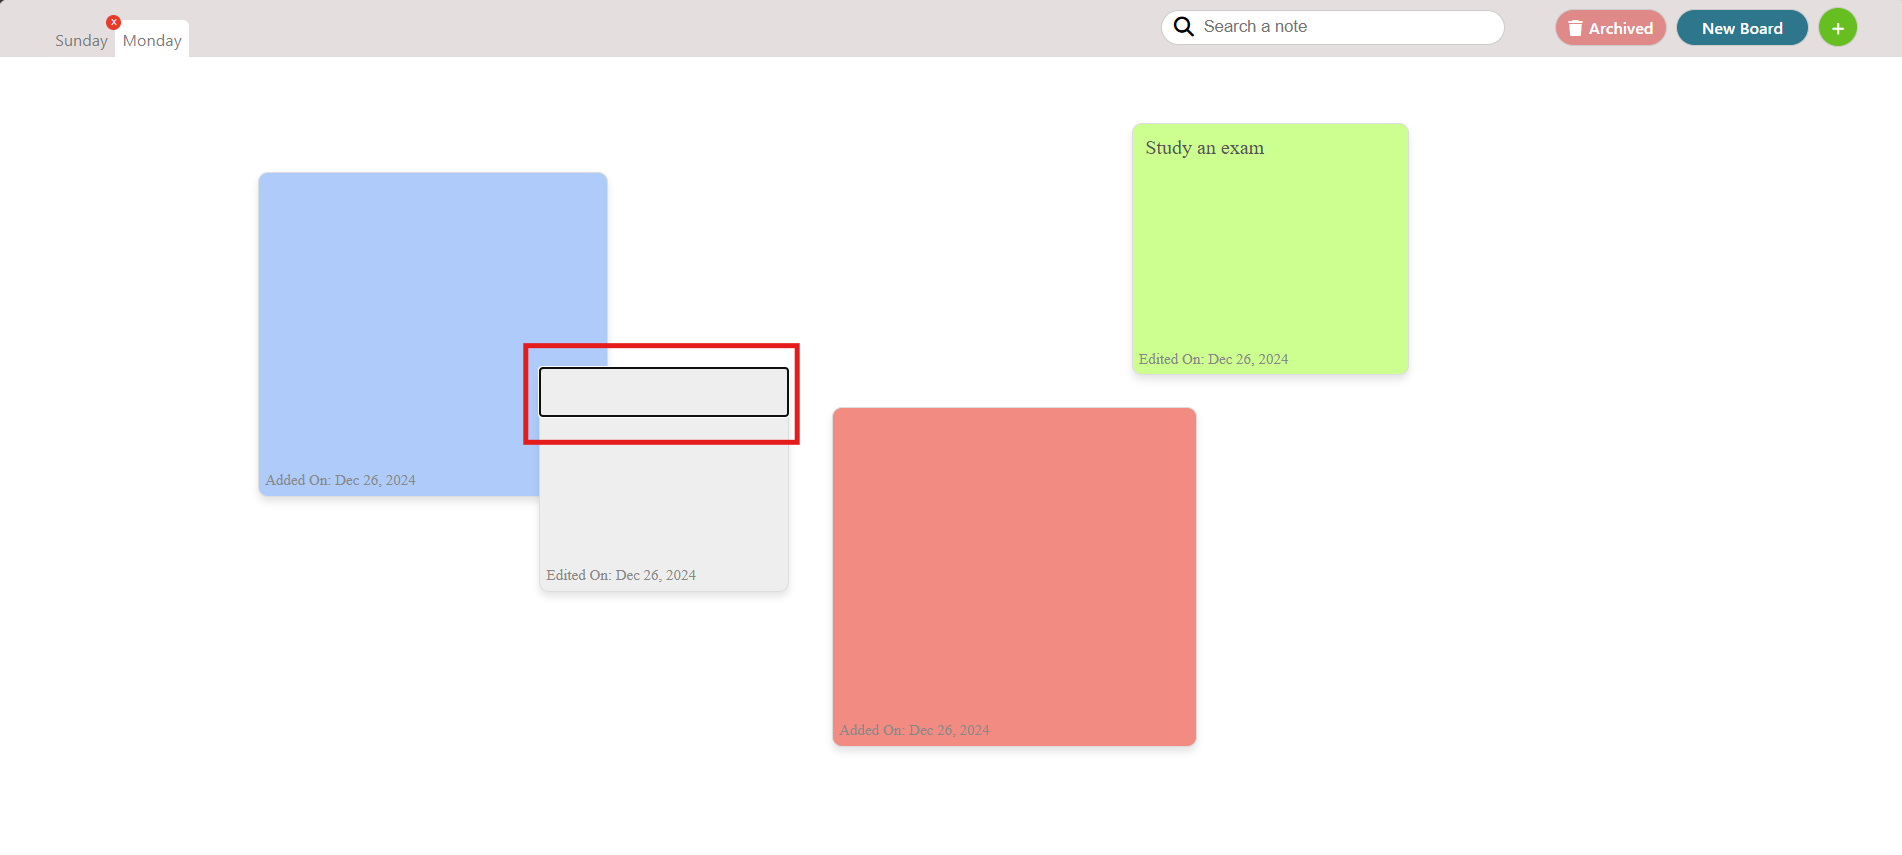 x
Sunday
Monday
Search a note
Archived
New Board
+
Study an exam
Edited On: Dec 26, 2024
Added On: Dec 26, 2024
Edited On: Dec 26, 2024
Added On: Dec 26, 2024